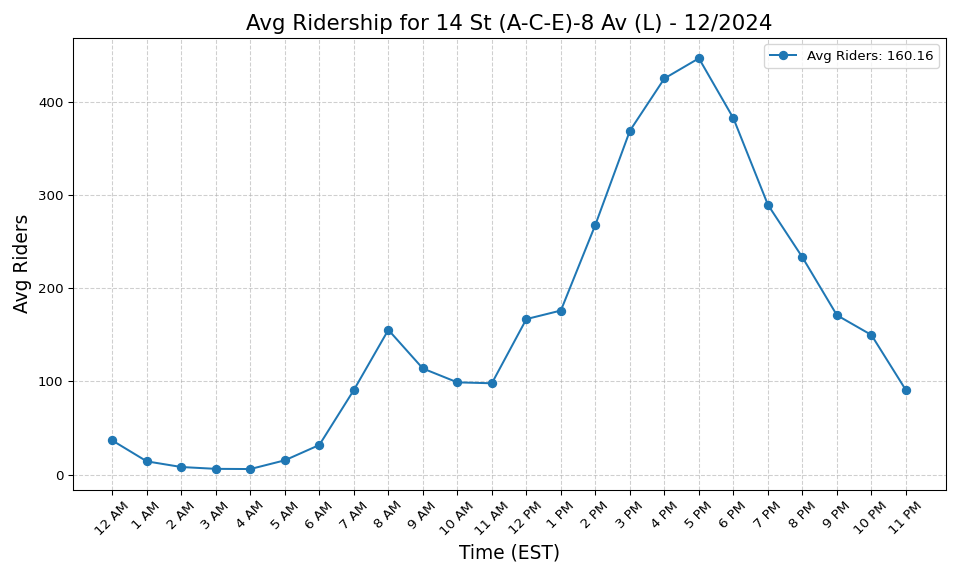 Avg Ridership for 14 St (A-C-E)-8 Av (L) - 12/2024
Avg Riders: 160.16
Avg Riders
400
300
200
100
0
12 AM
1 AM
2 AM
3 AM
4 AM
5 AM
6 AM
7 AM
8 AM
9 AM
10 AM
11 AM
12 PM
1 PM
2 PM
3 PM
4 PM
5 PM
6 PM
7 PM
8 PM
9 PM
10 PM
11 PM
Time (EST)